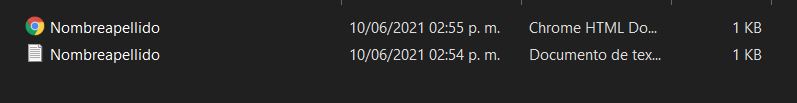 Nombreapellido 10/06/2021 02:55 p. m. Chrome HTML Do... 1 KB
Nombreapellido 10/06/2021 02:54 p. m. Documento de tex... 1 KB